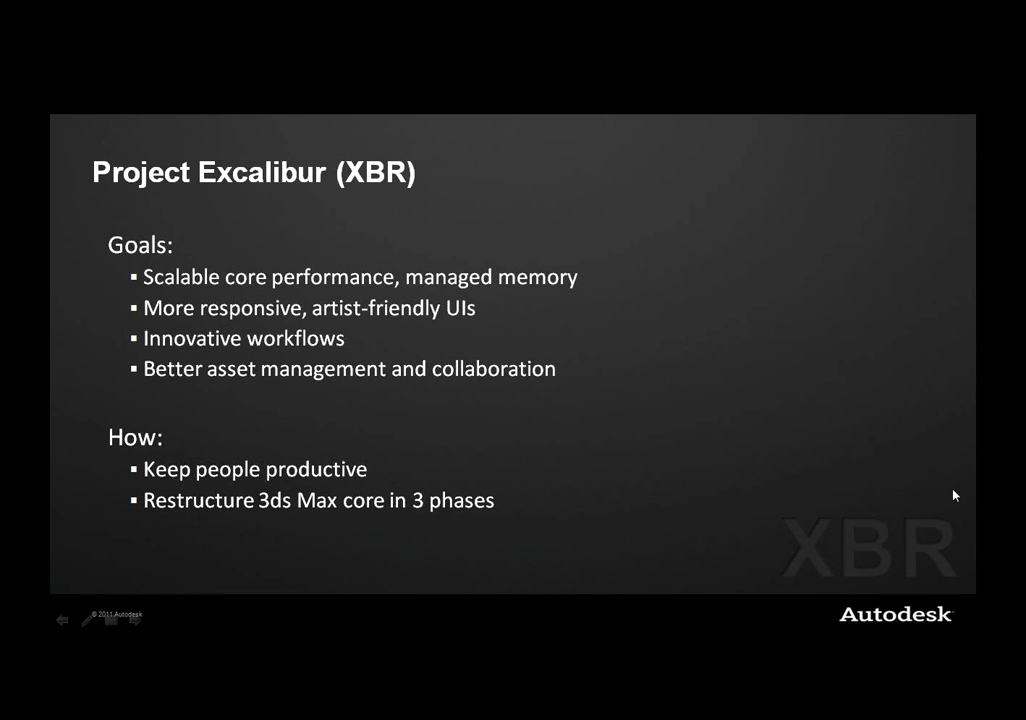 Project Excalibur (XBR)
Goals:
▪ Scalable core performance, managed memory
▪ More responsive, artist-friendly UIs
▪ Innovative workflows
▪ Better asset management and collaboration
How:
▪ Keep people productive
▪ Restructure 3ds Max core in 3 phases
XBR
© 2011 Autodesk
Autodesk